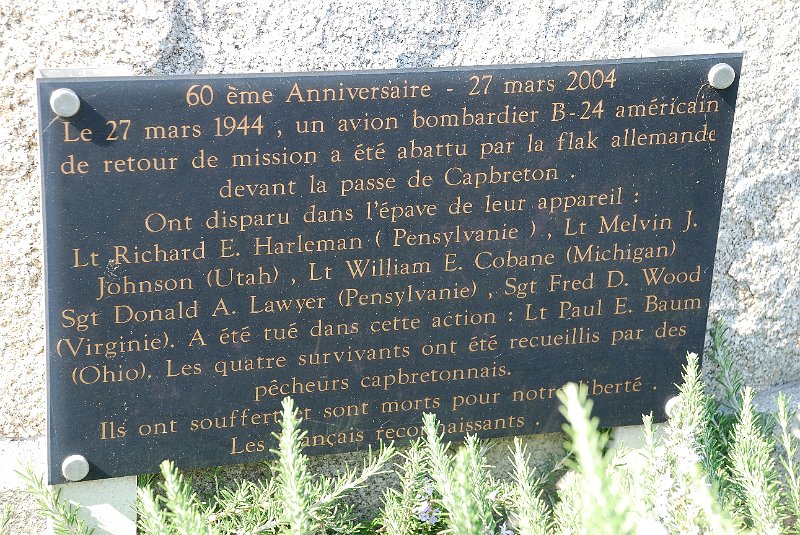 60 ème Anniversaire - 27 mars 2004
Le 27 mars 1944 , un avion bombardier B-24 américain
de retour de mission a été abattu par la flak allemande
devant la passe de Capbreton .
Ont disparu dans l'épave de leur appareil :
Lt Richard E. Harleman ( Pensylvanie ) , Lt Melvin J.
Johnson (Utah) , Lt William E. Cobane (Michigan)
Sgt Donald A. Lawyer (Pensylvanie) , Sgt Fred D. Wood
(Virginie). A été tué dans cette action : Lt Paul E. Baum
(Ohio). Les quatre survivants ont été recueillis par des
pêcheurs capbretonnais.
Ils ont souffert et sont morts pour notre liberté .
Les français reconnaissants .